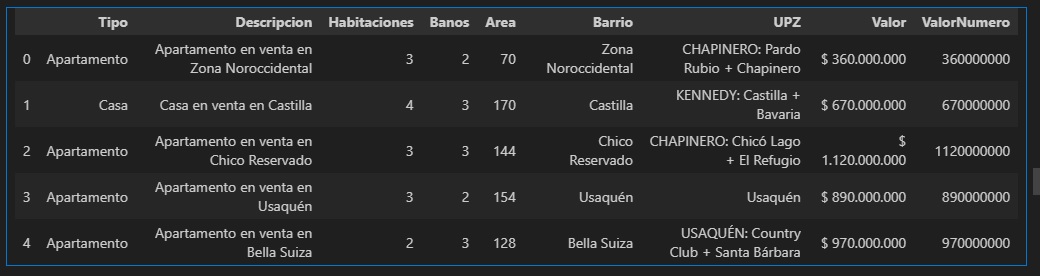 Tipo Descripcion Habitaciones Banos Area Barrio UPZ Valor ValorNumero
0 Apartamento Apartamento en venta en Zona Noroccidental 3 2 70 Zona Noroccidental CHAPINERO: Pardo Rubio + Chapinero $ 360.000.000 360000000
1 Casa Casa en venta en Castilla 4 3 170 Castilla KENNEDY: Castilla + Bavaria $ 670.000.000 670000000
2 Apartamento Apartamento en venta en Chico Reservado 3 3 144 Chico Reservado CHAPINERO: Chicó Lago + El Refugio $ 1.120.000.000 1120000000
3 Apartamento Apartamento en venta en Usaquén 3 2 154 Usaquén Usaquén $ 890.000.000 890000000
4 Apartamento Apartamento en venta en Bella Suiza 2 3 128 Bella Suiza USAQUÉN: Country Club + Santa Bárbara $ 970.000.000 970000000